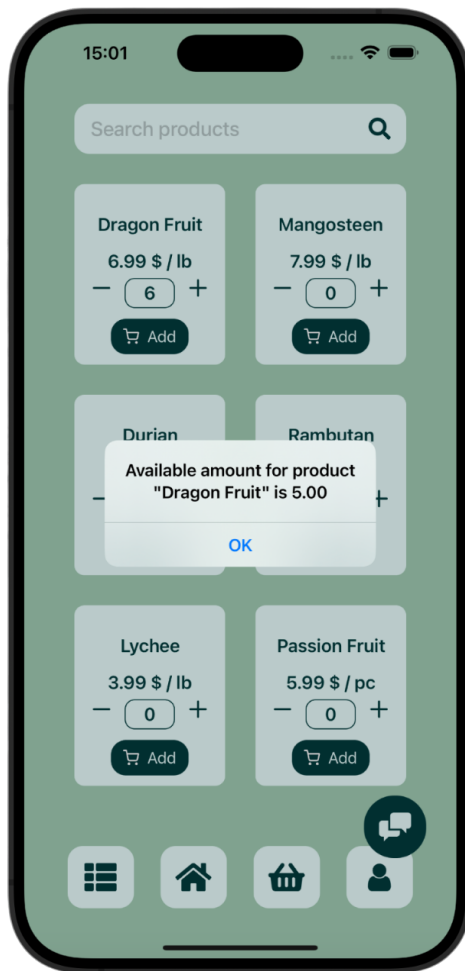 15:01
Search products
Dragon Fruit
6.99 $ / lb
— 6 +
Add
Mangosteen
7.99 $ / lb
— 0 +
Add
Durian
Rambutan
Available amount for product
"Dragon Fruit" is 5.00
OK
Lychee
3.99 $ / lb
— 0 +
Add
Passion Fruit
5.99 $ / pc
— 0 +
Add